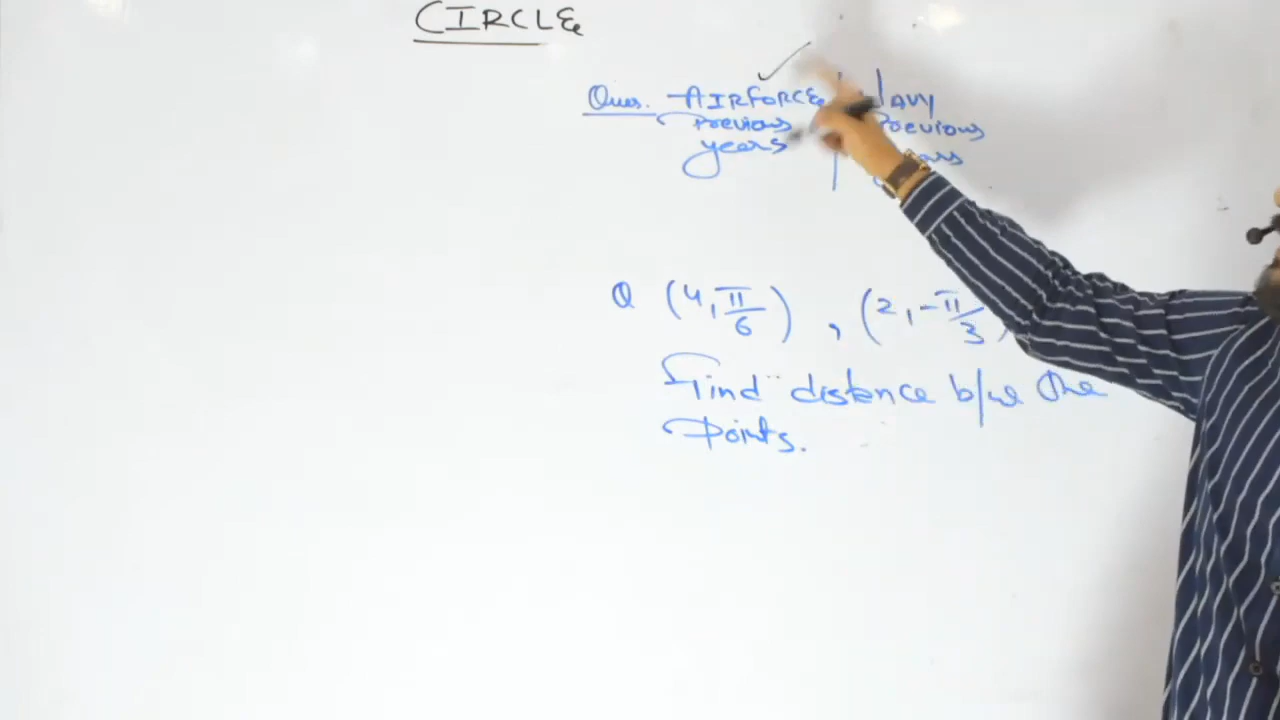 CIRCLE
Ques. AIRFORCE | NAVY
Previous Previous
years
Q (4, π/6) , (2, -π/3)
Find distance b/w the
Points.